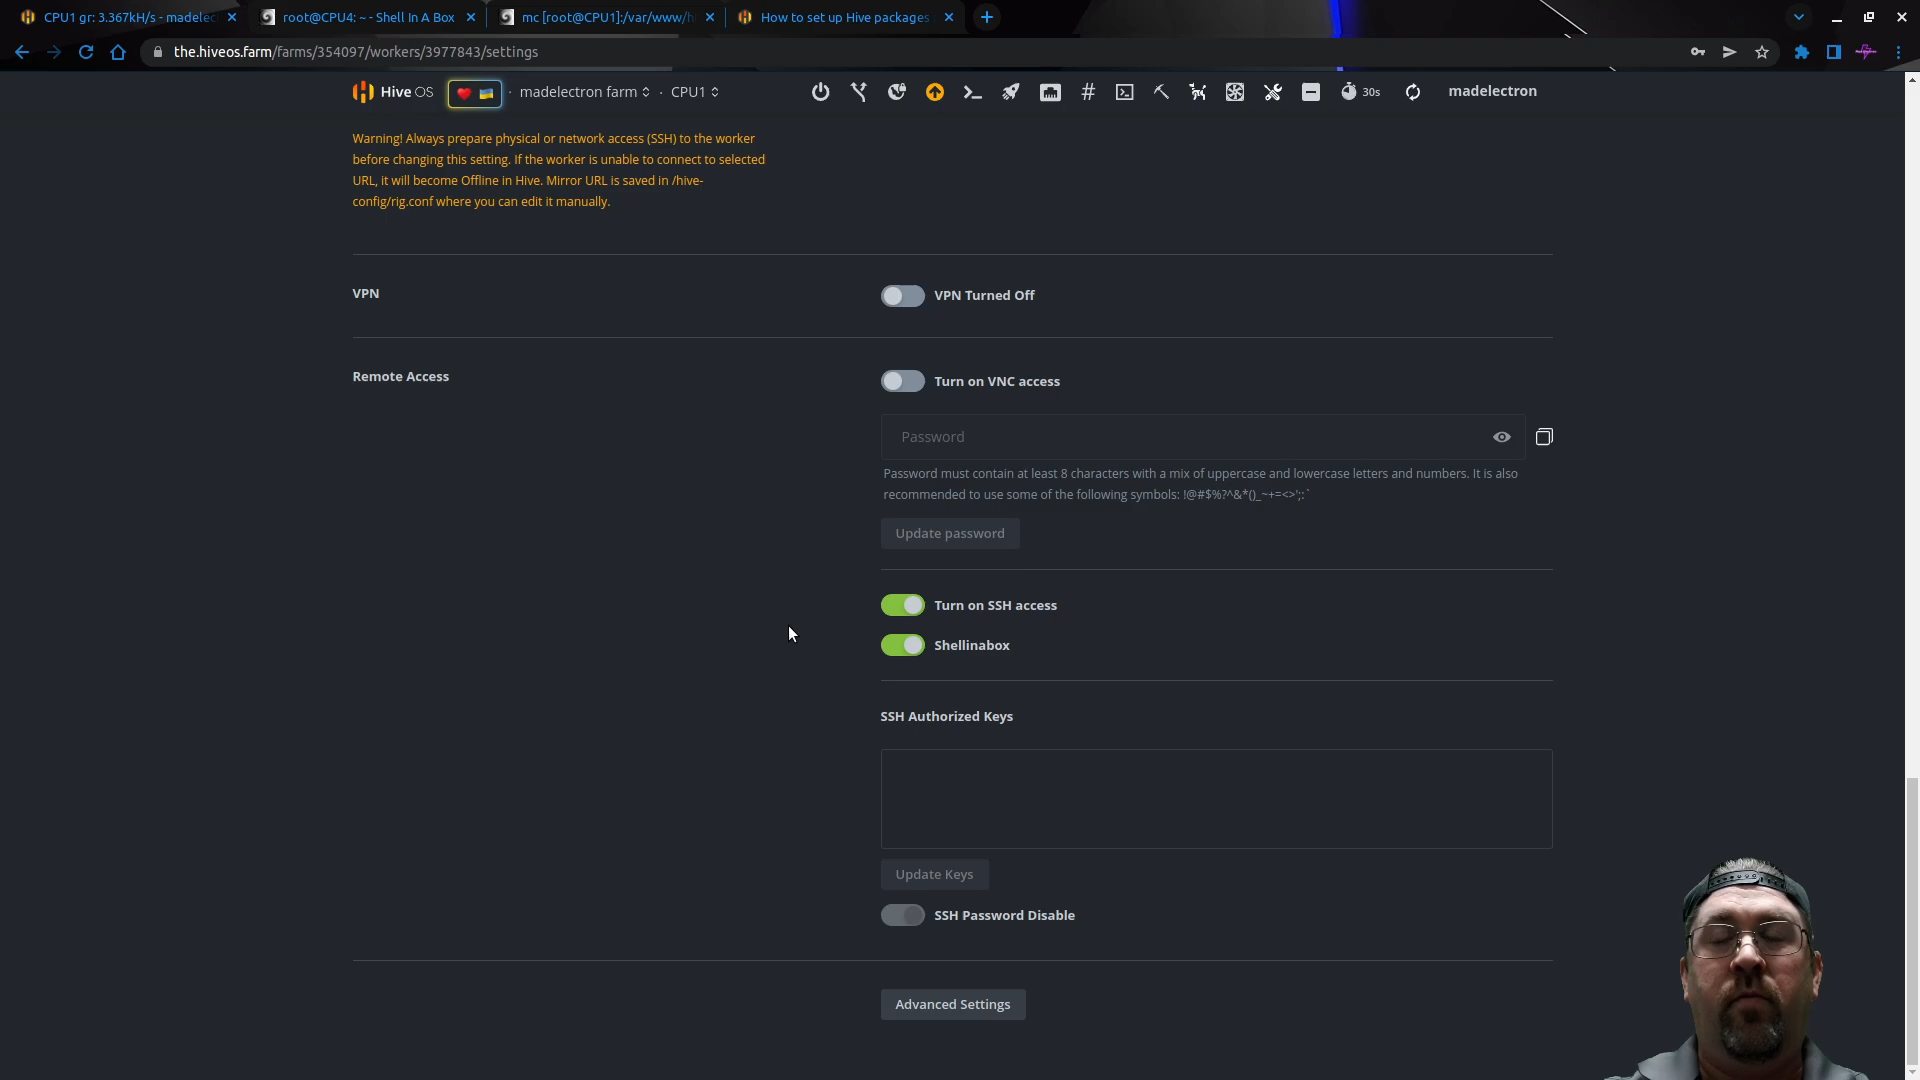 CPU1 gr: 3.367kH/s - madelec
root@CPU4: ~ - Shell In A Box
mc [root@CPU1]:/var/www/h
How to set up Hive packages
the.hiveos.farm/farms/354097/workers/3977843/settings
Hive OS
· madelectron farm
· CPU1
30s
madelectron
Warning! Always prepare physical or network access (SSH) to the worker
before changing this setting. If the worker is unable to connect to selected
URL, it will become Offline in Hive. Mirror URL is saved in /hive-
config/rig.conf where you can edit it manually.
VPN
VPN Turned Off
Remote Access
Turn on VNC access
Password
Password must contain at least 8 characters with a mix of uppercase and lowercase letters and numbers. It is also
recommended to use some of the following symbols: !@#$%?^&*()_~+=<>';:`
Update password
Turn on SSH access
Shellinabox
SSH Authorized Keys
Update Keys
SSH Password Disable
Advanced Settings